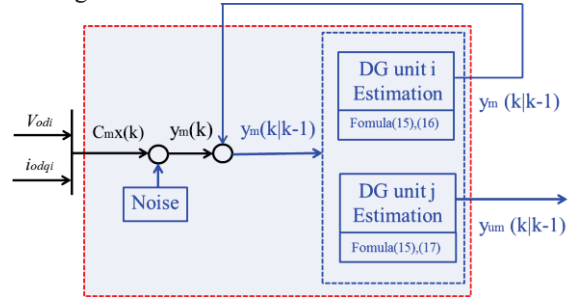 DG unit i
Estimation
Fomula(15),(16)
ym (k|k-1)
Vodi
iodqi
Cmx(k)
ym(k)
ym(k|k-1)
Noise
DG unit j
Estimation
Fomula(15),(17)
yum (k|k-1)